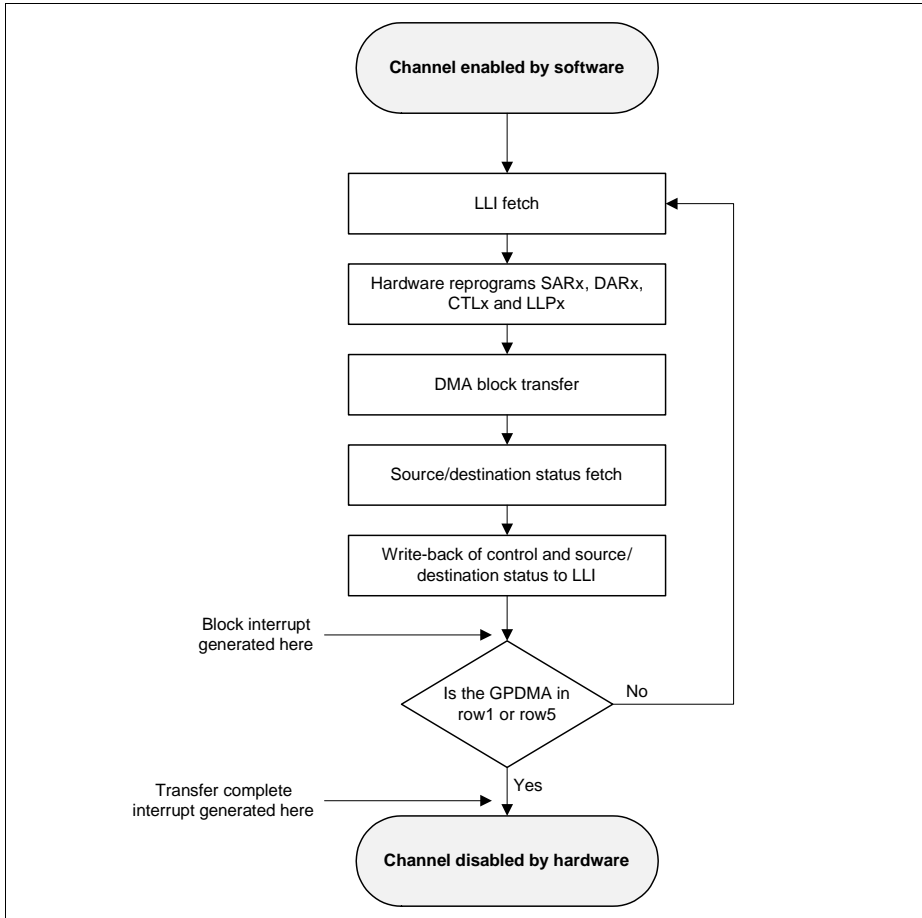 Channel enabled by software
LLI fetch
Hardware reprograms SARx, DARx,
CTLx and LLPx
DMA block transfer
Source/destination status fetch
Write-back of control and source/
destination status to LLI
Block interrupt
generated here
Is the GPDMA in
row1 or row5
No
Yes
Transfer complete
interrupt generated here
Channel disabled by hardware